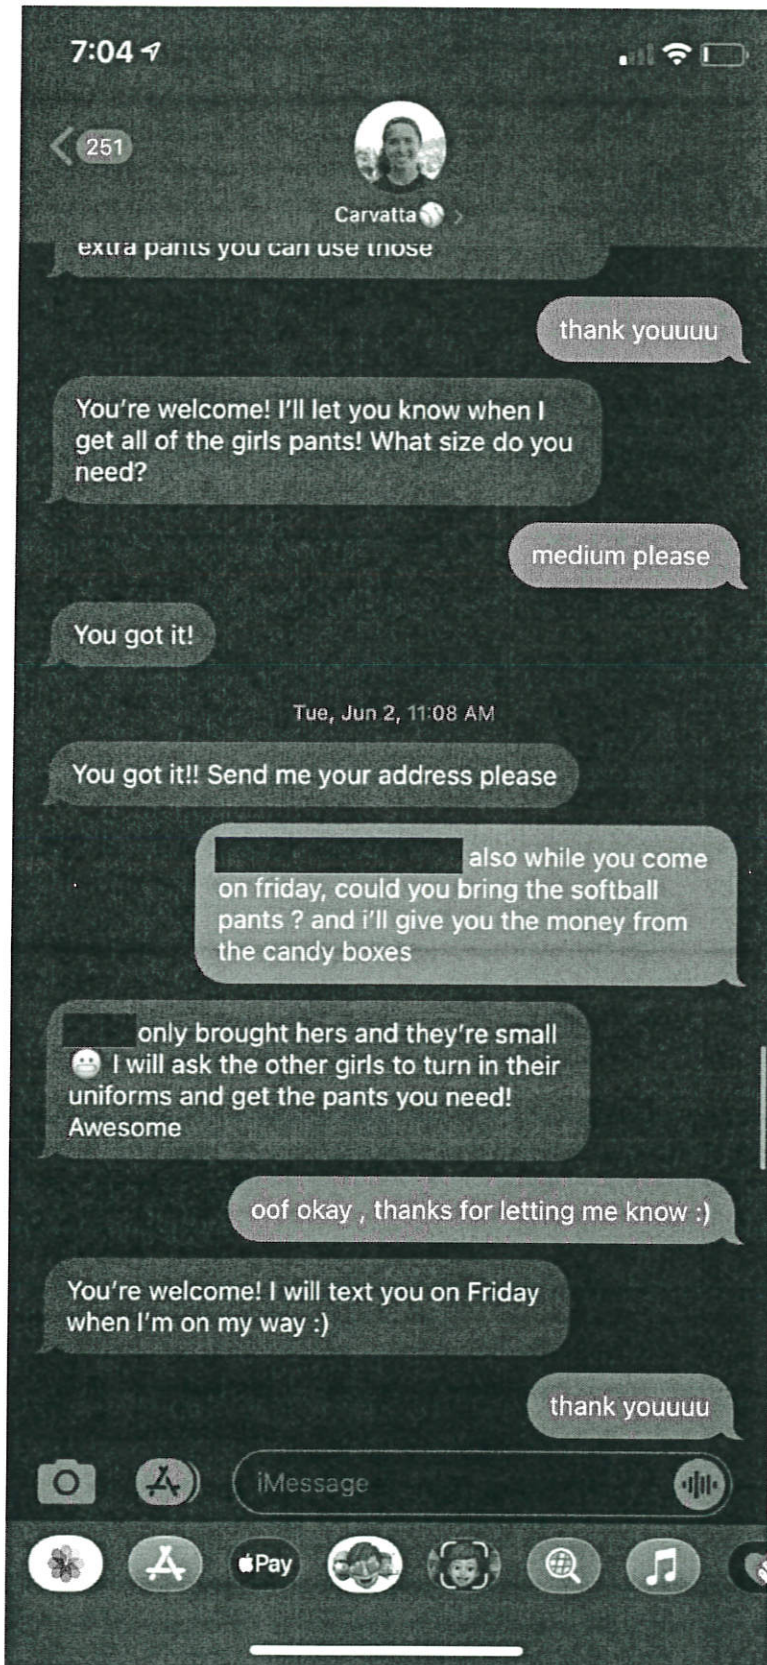 7:04
251
Carvatta
extra pants you can use those
thank youuuu
You're welcome! I'll let you know when I
get all of the girls pants! What size do you
need?
medium please
You got it!
Tue, Jun 2, 11:08 AM
You got it!! Send me your address please
also while you come
on friday, could you bring the softball
pants ? and i'll give you the money from
the candy boxes
only brought hers and they're small
😬 I will ask the other girls to turn in their
uniforms and get the pants you need!
Awesome
oof okay , thanks for letting me know :)
You're welcome! I will text you on Friday
when I'm on my way :)
thank youuuu
iMessage
Pay